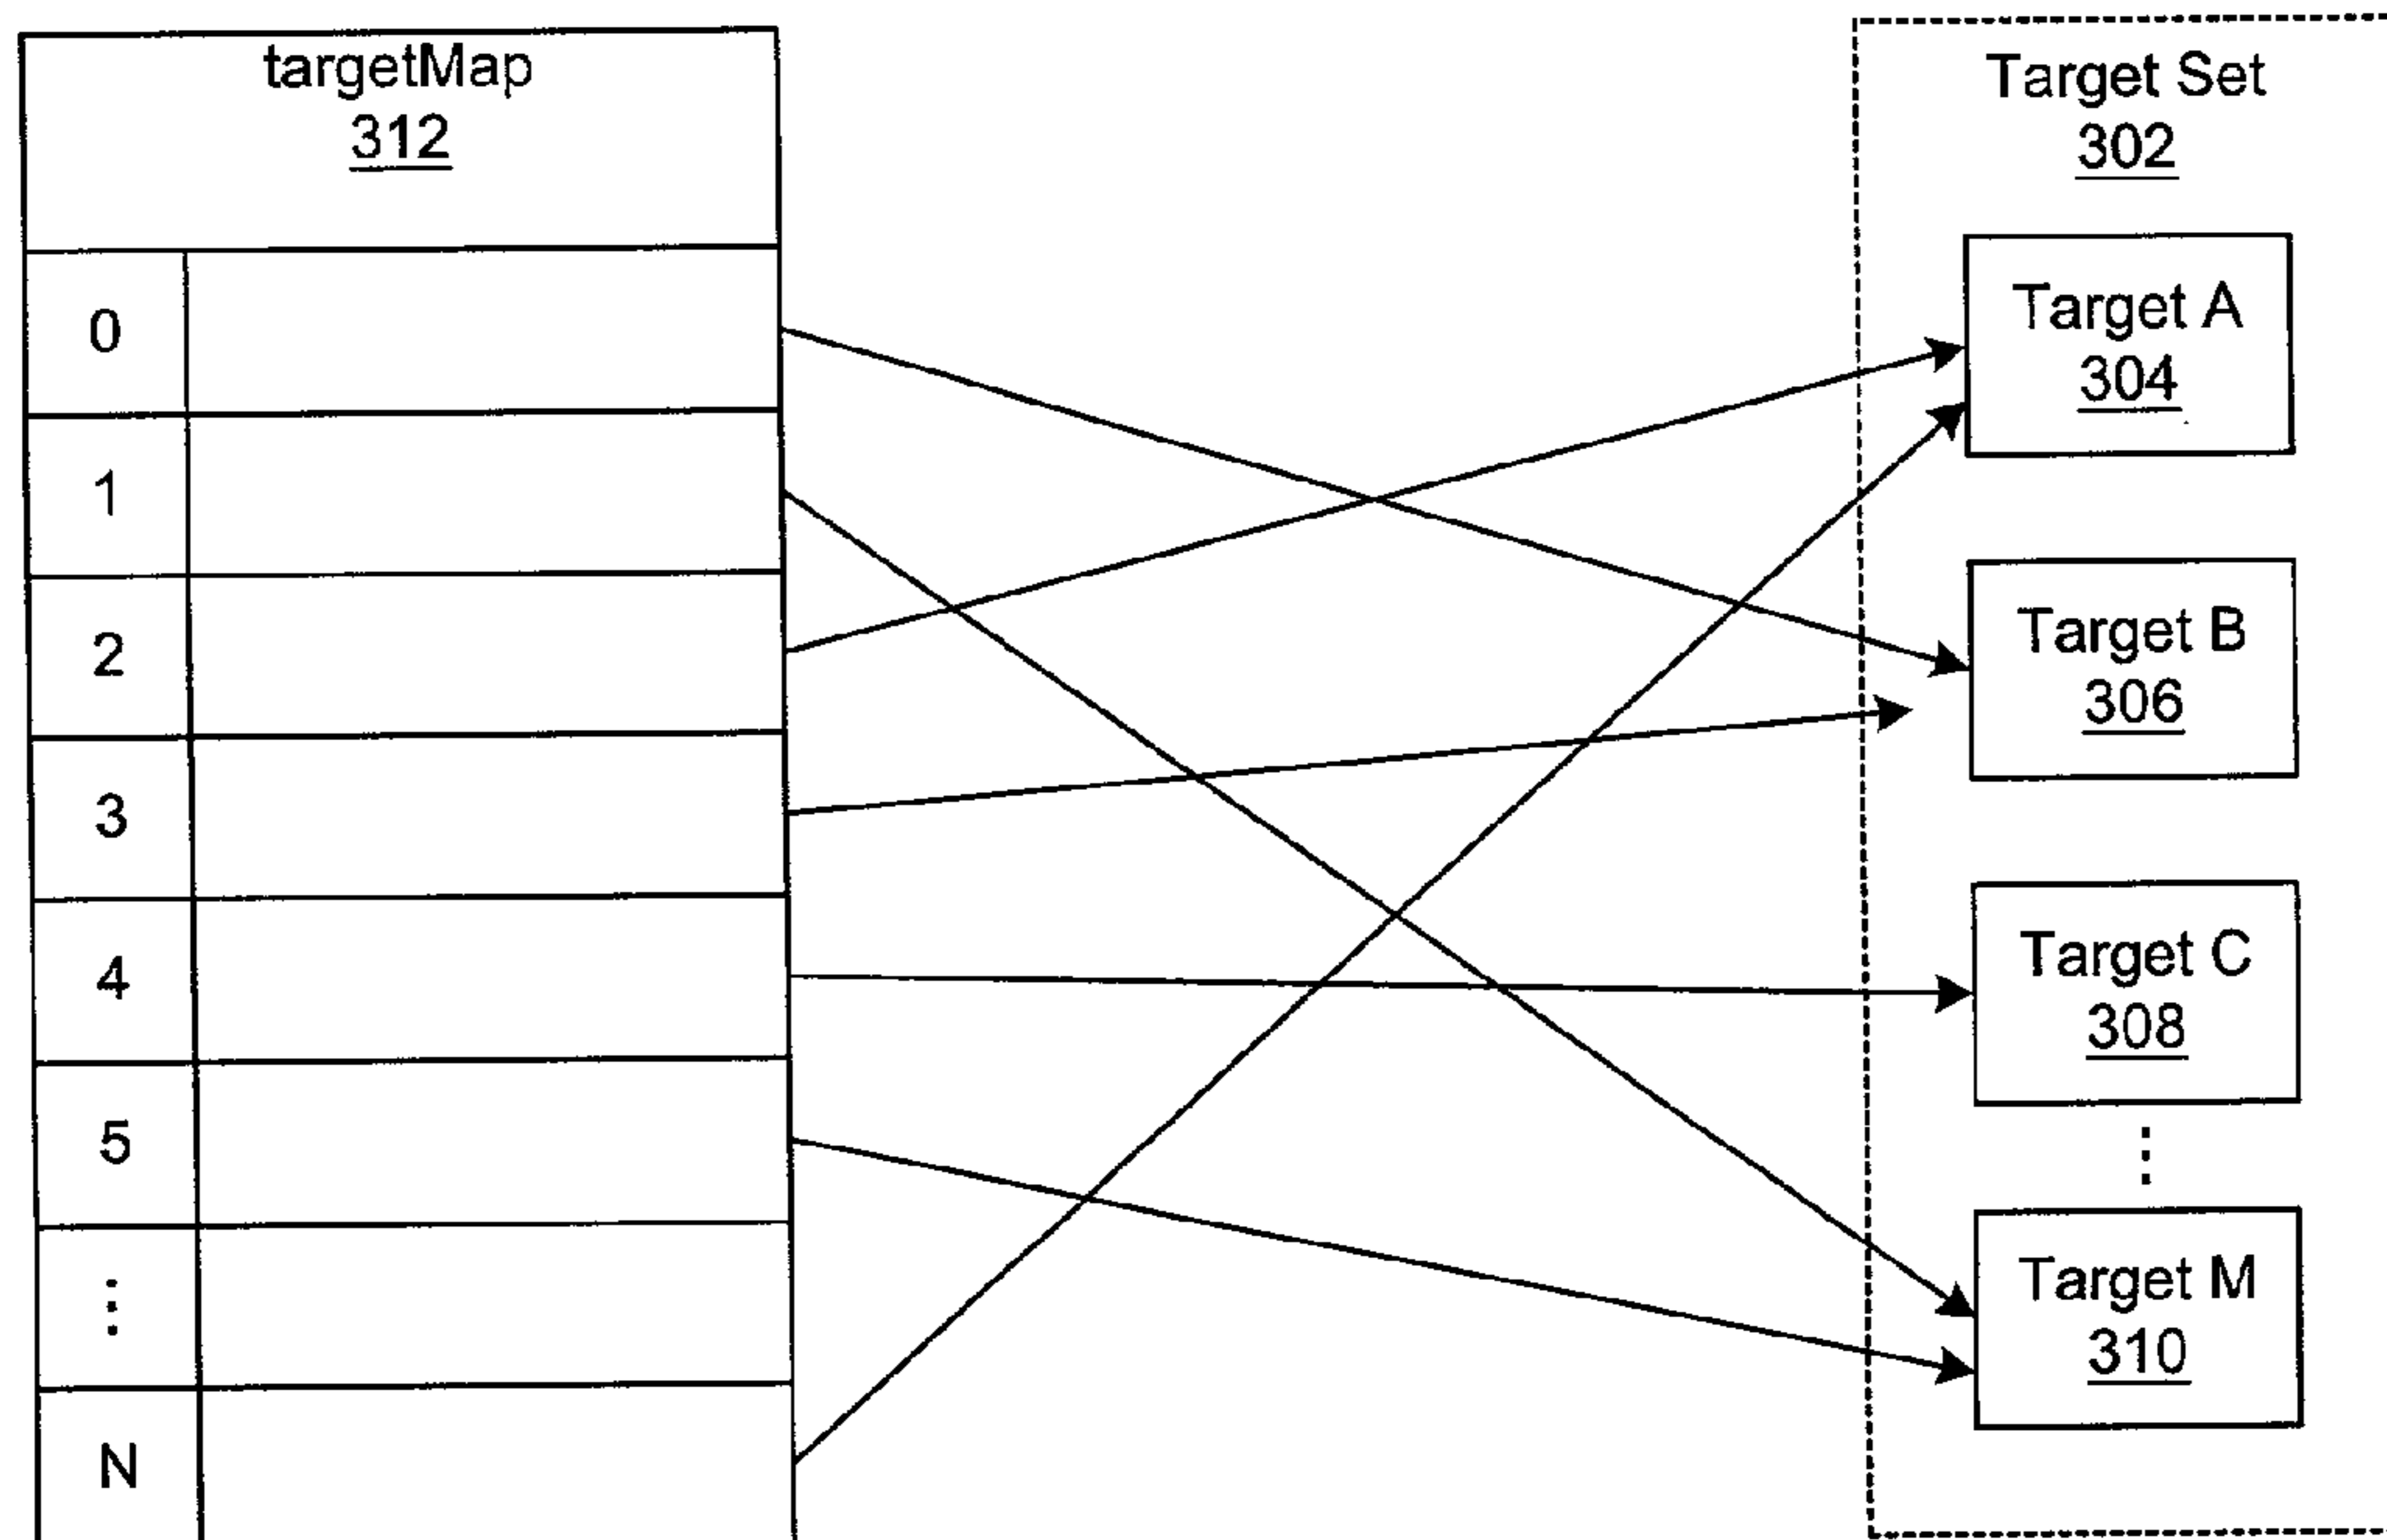 targetMap
312
0
1
2
3
4
5
⋮
N
Target Set
302
Target A
304
Target B
306
Target C
308
⋮
Target M
310